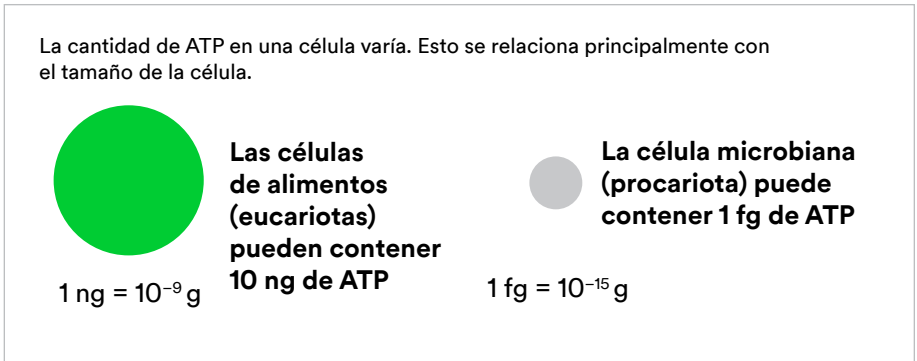 La cantidad de ATP en una célula varía. Esto se relaciona principalmente con
el tamaño de la célula.
Las células
de alimentos
(eucariotas)
pueden contener
10 ng de ATP
1 ng = 10⁻⁹ g
La célula microbiana
(procariota) puede
contener 1 fg de ATP
1 fg = 10⁻¹⁵ g